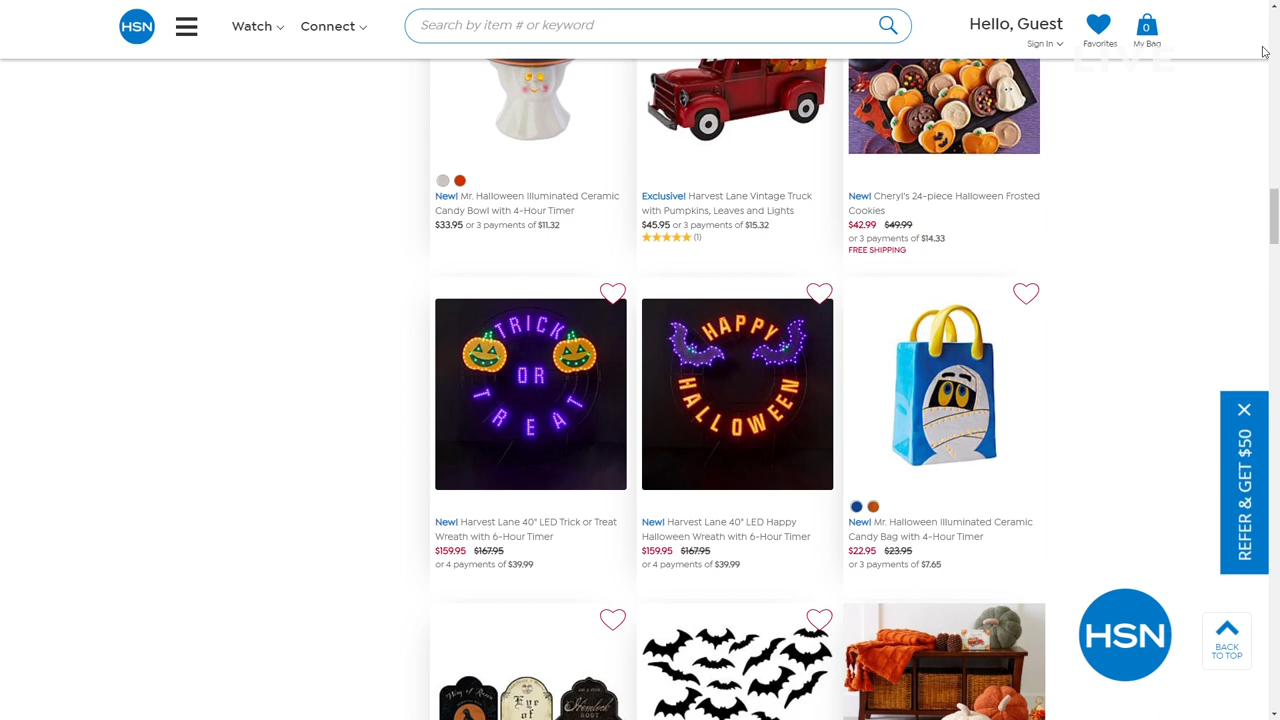 HSN
Watch
Connect
Search by item # or keyword
Hello, Guest
Sign In
Favorites
0
My Bag
LIVE
New! Mr. Halloween Illuminated Ceramic
Candy Bowl with 4-Hour Timer
$33.95 or 3 payments of $11.32
Exclusive! Harvest Lane Vintage Truck
with Pumpkins, Leaves and Lights
$45.95 or 3 payments of $15.32
(1)
New! Cheryl's 24-piece Halloween Frosted
Cookies
$42.99 $49.99
or 3 payments of $14.33
FREE SHIPPING
TRICK
OR
TREAT
HAPPY
HALLOWEEN
New! Harvest Lane 40" LED Trick or Treat
Wreath with 6-Hour Timer
$159.95 $167.95
or 4 payments of $39.99
New! Harvest Lane 40" LED Happy
Halloween Wreath with 6-Hour Timer
$159.95 $167.95
or 4 payments of $39.99
New! Mr. Halloween Illuminated Ceramic
Candy Bag with 4-Hour Timer
$22.95 $23.95
or 3 payments of $7.65
REFER & GET $50
HSN
BACK
TO TOP
Eye
of
Hemlock
ROOT